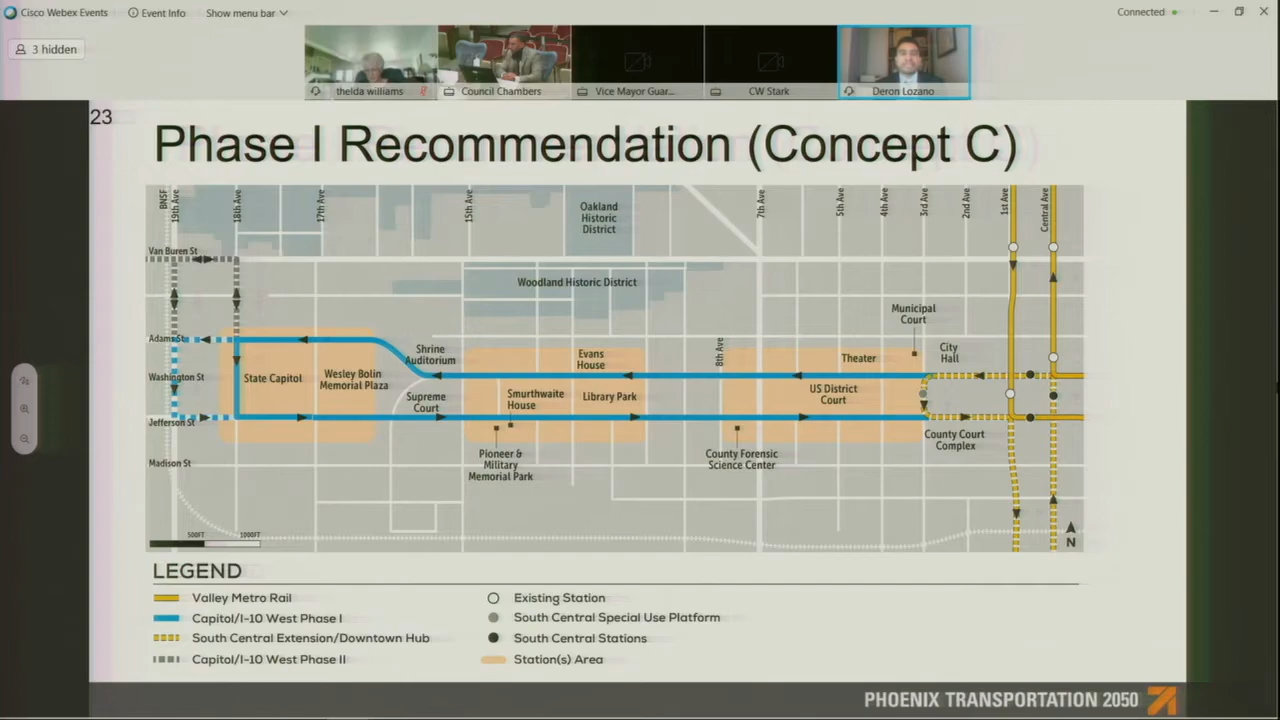 Cisco Webex Events
Event Info
Show menu bar
Connected
3 hidden
thelda williams
Council Chambers
Vice Mayor Guar...
CW Stark
Deron Lozano
23
Phase I Recommendation (Concept C)
BNSF
19th Ave
18th Ave
17th Ave
15th Ave
7th Ave
5th Ave
4th Ave
3rd Ave
2nd Ave
1st Ave
Central Ave
Oakland
Historic
District
Van Buren St
Woodland Historic District
Municipal
Court
Adams St
Shrine
Auditorium
Evans
House
8th Ave
Theater
City
Hall
Washington St
State Capitol
Wesley Bolin
Memorial Plaza
Supreme
Court
Smurthwaite
House
Library Park
US District
Court
Jefferson St
County Court
Complex
Madison St
Pioneer &
Military
Memorial Park
County Forensic
Science Center
500FT
1000FT
N
LEGEND
Valley Metro Rail
Existing Station
Capitol/I-10 West Phase I
South Central Special Use Platform
South Central Extension/Downtown Hub
South Central Stations
Capitol/I-10 West Phase II
Station(s) Area
PHOENIX TRANSPORTATION 2050